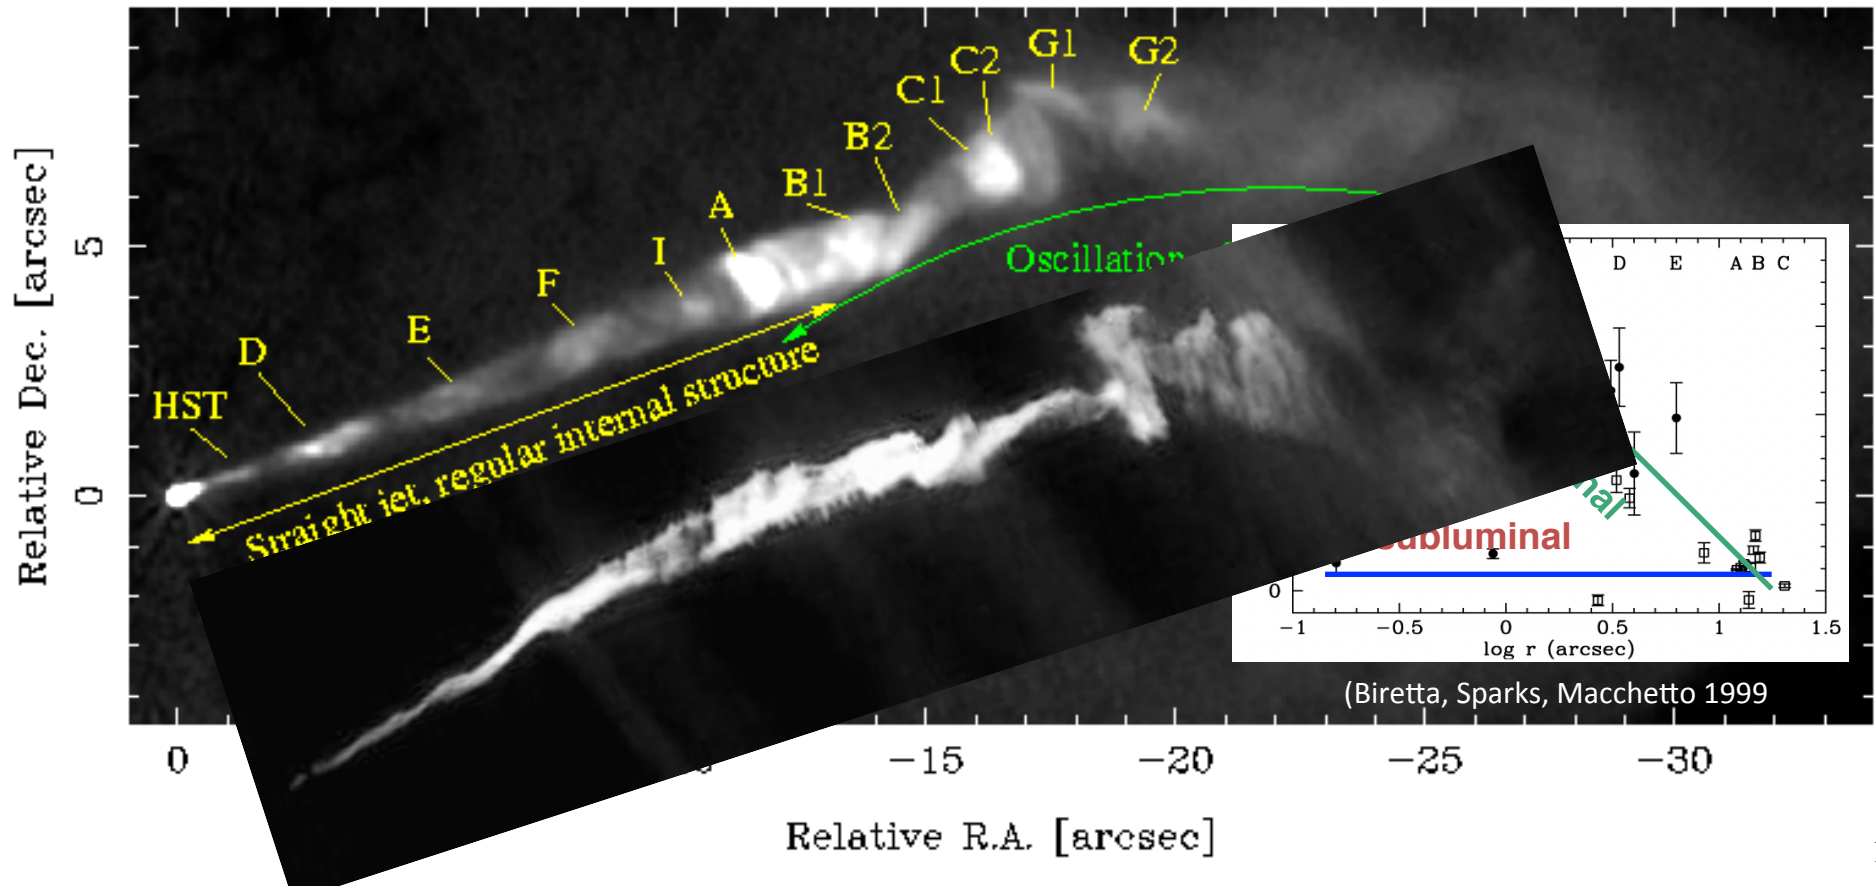 G1
G2
C2
C1
B2
B1
A
I
F
E
D
HST
Oscillation
Straight jet, regular internal structure
5
0
Relative Dec. [arcsec]
D E A B C
subluminal
0
-1 -0.5 0 0.5 1 1.5
log r (arcsec)
(Biretta, Sparks, Macchetto 1999
0 -15 -20 -25 -30
Relative R.A. [arcsec]